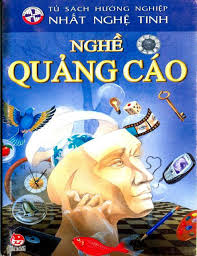 TỦ SÁCH HƯỚNG NGHIỆP
NHẤT NGHỆ TINH
NGHỀ
QUẢNG CÁO